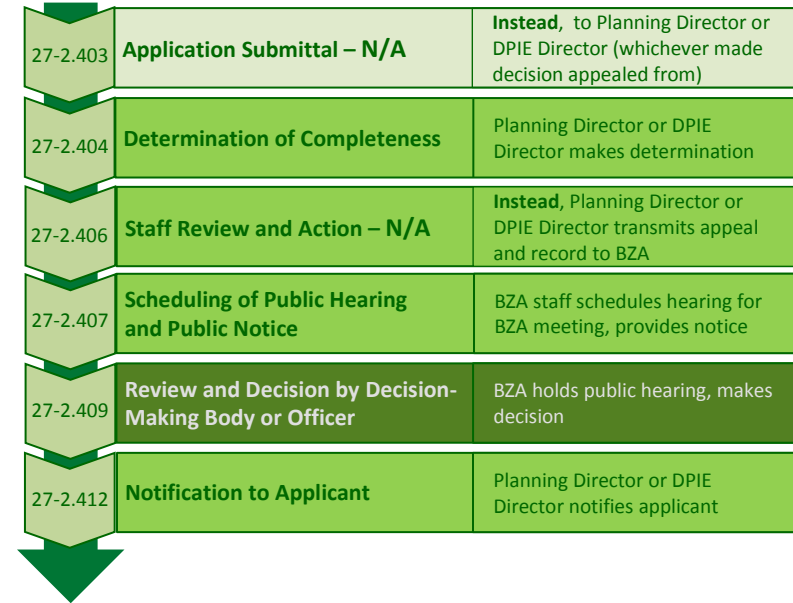 27-2.403
Application Submittal – N/A
Instead, to Planning Director or
DPIE Director (whichever made
decision appealed from)
27-2.404
Determination of Completeness
Planning Director or DPIE
Director makes determination
27-2.406
Staff Review and Action – N/A
Instead, Planning Director or
DPIE Director transmits appeal
and record to BZA
27-2.407
Scheduling of Public Hearing
and Public Notice
BZA staff schedules hearing for
BZA meeting, provides notice
27-2.409
Review and Decision by Decision-
Making Body or Officer
BZA holds public hearing, makes
decision
27-2.412
Notification to Applicant
Planning Director or DPIE
Director notifies applicant